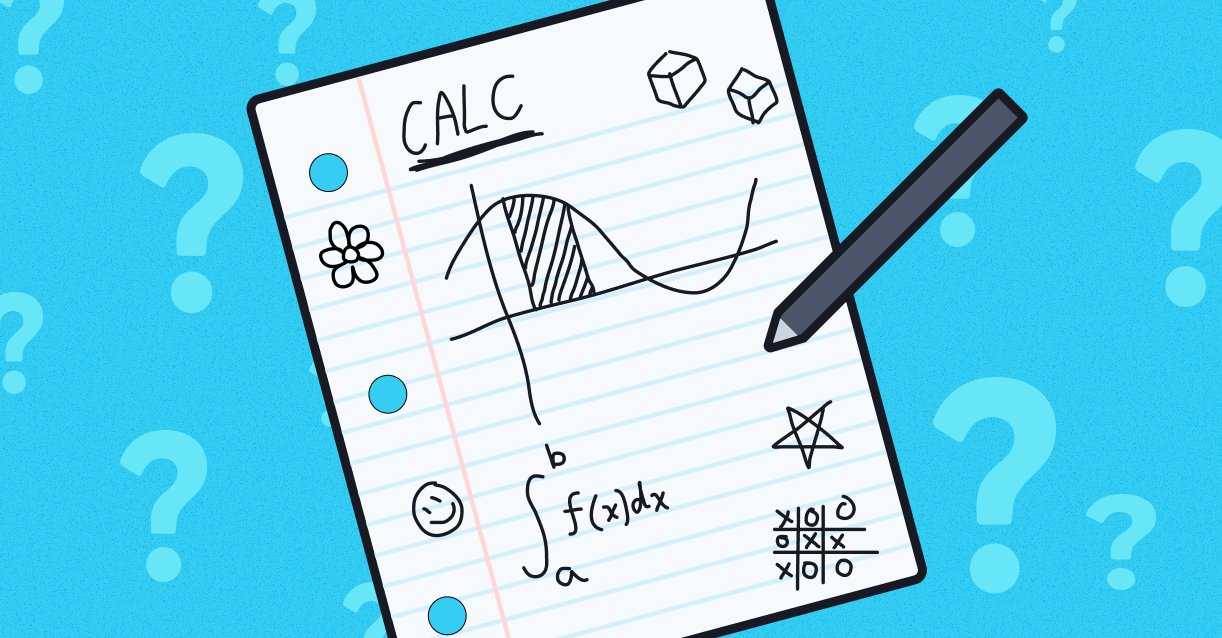 CALC
b
∫ f(x)dx
a
X O O
O X X
X O O